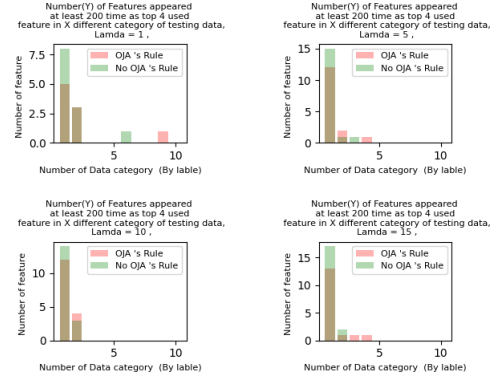 Number(Y) of Features appeared
at least 200 time as top 4 used
feature in X different category of testing data,
Lamda = 1 ,
Number of feature
7.5
5.0
2.5
0.0
OJA 's Rule
No OJA 's Rule
5
10
Number of Data category  (By lable)
Number(Y) of Features appeared
at least 200 time as top 4 used
feature in X different category of testing data,
Lamda = 5 ,
Number of feature
15
10
5
0
OJA 's Rule
No OJA 's Rule
5
10
Number of Data category  (By lable)
Number(Y) of Features appeared
at least 200 time as top 4 used
feature in X different category of testing data,
Lamda = 10 ,
Number of feature
10
5
0
OJA 's Rule
No OJA 's Rule
5
10
Number of Data category  (By lable)
Number(Y) of Features appeared
at least 200 time as top 4 used
feature in X different category of testing data,
Lamda = 15 ,
Number of feature
15
10
5
0
OJA 's Rule
No OJA 's Rule
5
10
Number of Data category  (By lable)